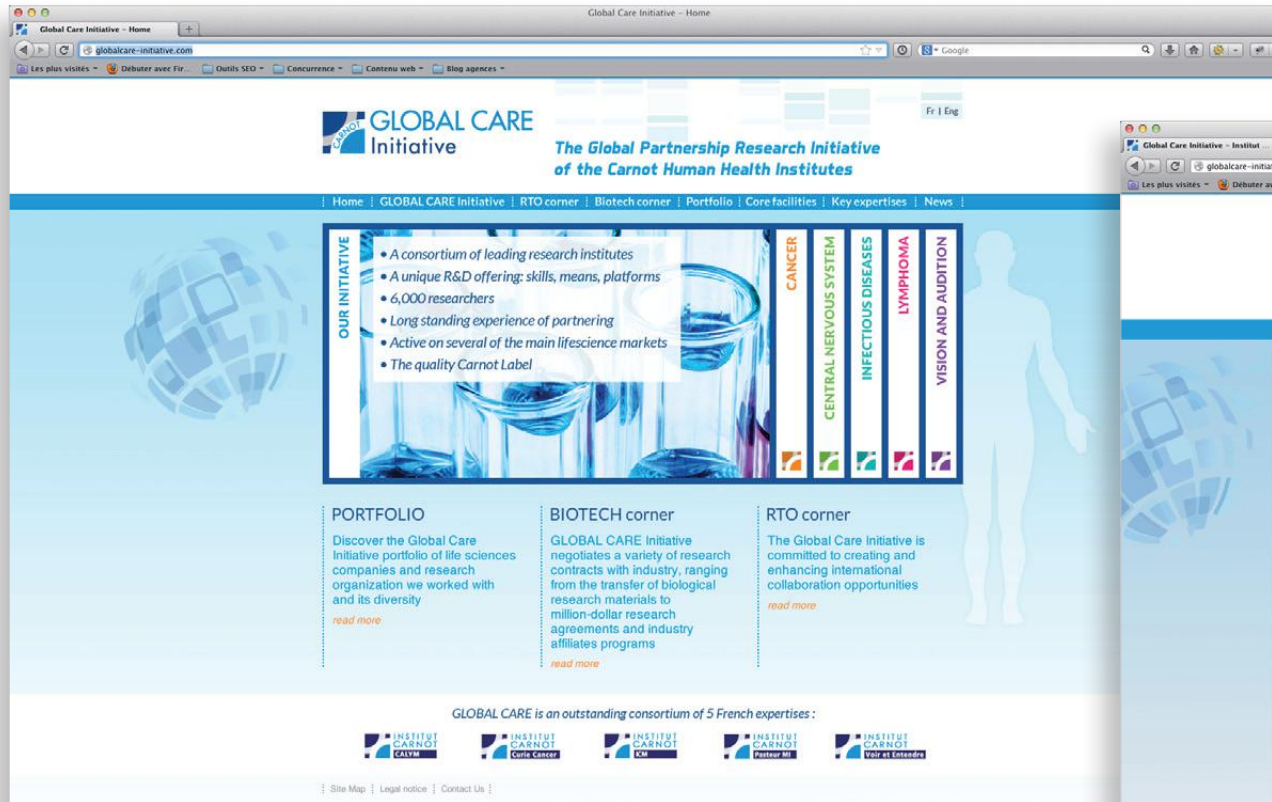 Global Care Initiative – Home
Global Care Initiative – Home
globalcare-initiative.com
Google
Les plus visités
Débuter avec Fir...
Outils SEO
Concurrence
Contenu web
Blog agences
CARNOT
GLOBAL CARE
Initiative
The Global Partnership Research Initiative
of the Carnot Human Health Institutes
Fr | Eng
Home | GLOBAL CARE Initiative | RTO corner | Biotech corner | Portfolio | Core facilities | Key expertises | News
OUR INITIATIVE
• A consortium of leading research institutes
• A unique R&D offering: skills, means, platforms
• 6,000 researchers
• Long standing experience of partnering
• Active on several of the main lifescience markets
• The quality Carnot Label
CANCER
CENTRAL NERVOUS SYSTEM
INFECTIOUS DISEASES
LYMPHOMA
VISION AND AUDITION
PORTFOLIO
Discover the Global Care
Initiative portfolio of life sciences
companies and research
organization we worked with
and its diversity
read more
BIOTECH corner
GLOBAL CARE Initiative
negotiates a variety of research
contracts with industry, ranging
from the transfer of biological
research materials to
million-dollar research
agreements and industry
affiliates programs
read more
RTO corner
The Global Care Initiative is
committed to creating and
enhancing international
collaboration opportunities
read more
GLOBAL CARE is an outstanding consortium of 5 French expertises :
INSTITUT
CARNOT
CALYM
INSTITUT
CARNOT
Curie Cancer
INSTITUT
CARNOT
ICM
INSTITUT
CARNOT
Pasteur MI
INSTITUT
CARNOT
Voir et Entendre
Site Map | Legal notice | Contact Us
Global Care Initiative – Institut ...
globalcare-initiat
Les plus visités
Débuter av